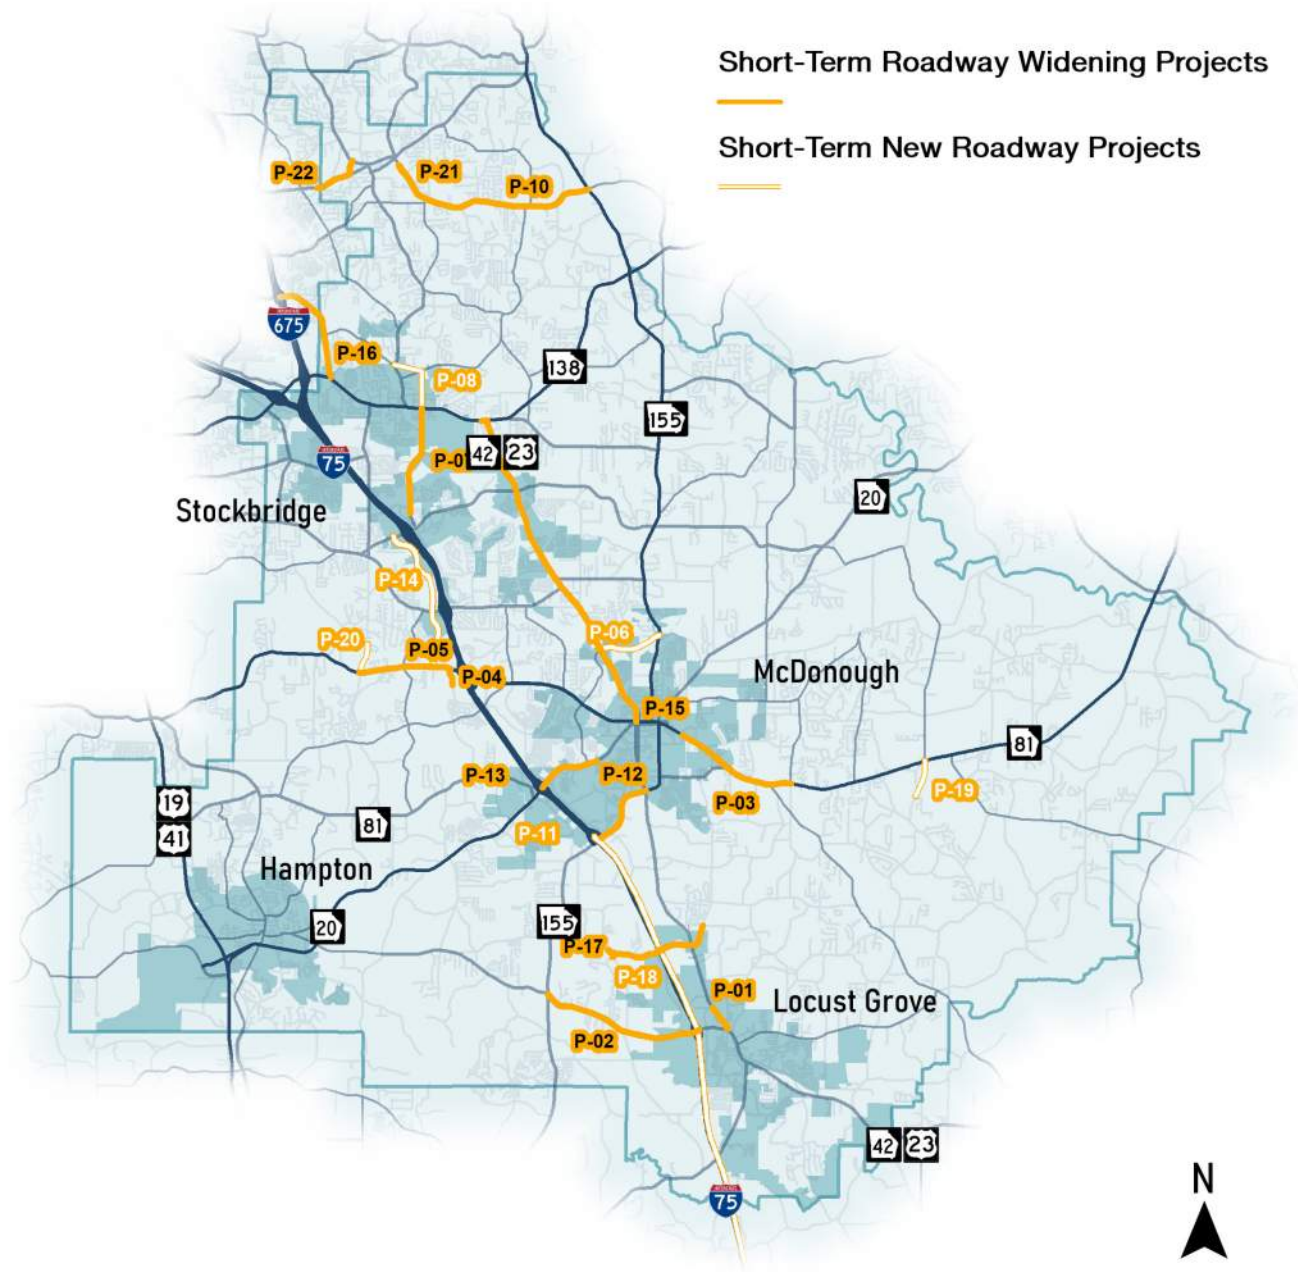 Short-Term Roadway Widening Projects
Short-Term New Roadway Projects
P-22
P-21
P-10
675
P-16
P-08
138
155
42
23
75
20
Stockbridge
P-14
P-06
P-20
P-05
P-04
McDonough
P-15
81
P-13
P-12
P-19
P-03
19
41
81
P-11
Hampton
20
155
P-17
P-18
P-01
Locust Grove
P-02
42
23
75
N